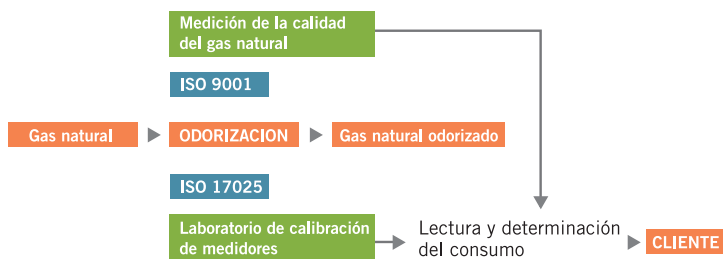 Medición de la calidad
del gas natural
ISO 9001
Gas natural
ODORIZACION
Gas natural odorizado
ISO 17025
Laboratorio de calibración
de medidores
Lectura y determinación
del consumo
CLIENTE